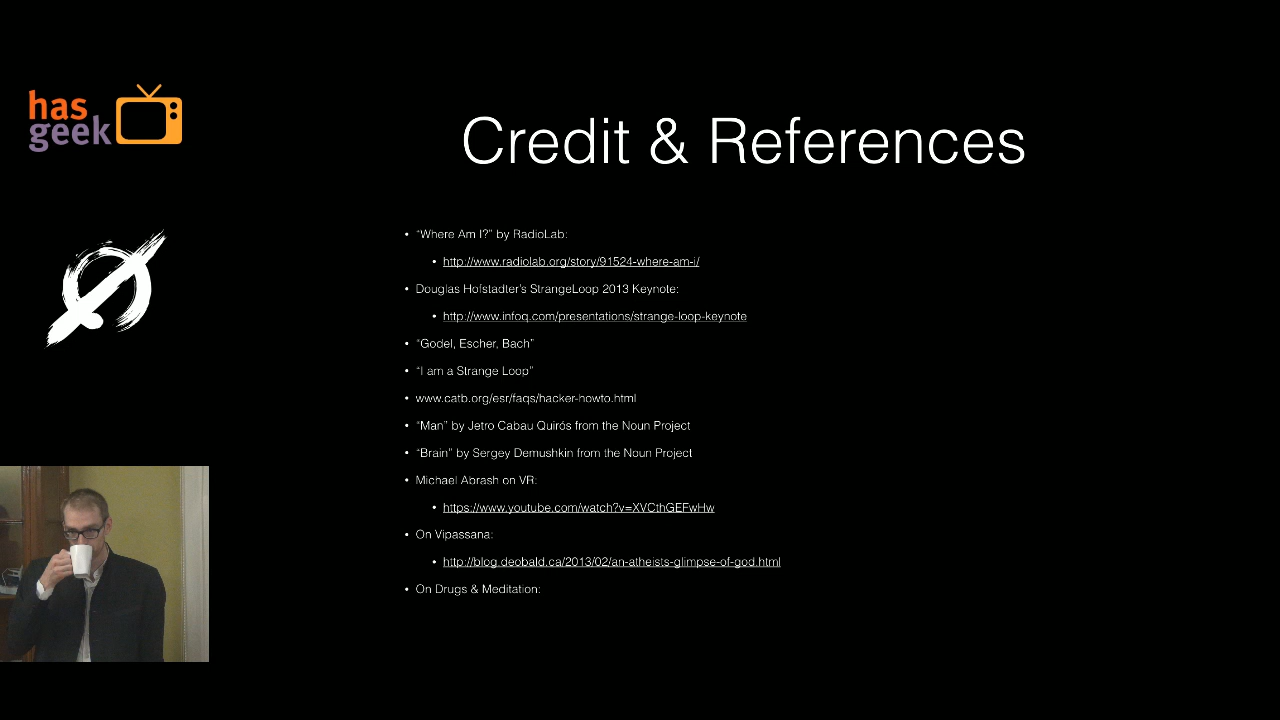 has
geek
Credit & References
• “Where Am I?” by RadioLab:
• http://www.radiolab.org/story/91524-where-am-i/
• Douglas Hofstadter’s StrangeLoop 2013 Keynote:
• http://www.infoq.com/presentations/strange-loop-keynote
• “Godel, Escher, Bach”
• “I am a Strange Loop”
• www.catb.org/esr/faqs/hacker-howto.html
• “Man” by Jetro Cabau Quirós from the Noun Project
• “Brain” by Sergey Demushkin from the Noun Project
• Michael Abrash on VR:
• https://www.youtube.com/watch?v=XVCthGEFwHw
• On Vipassana:
• http://blog.deobald.ca/2013/02/an-atheists-glimpse-of-god.html
• On Drugs & Meditation: